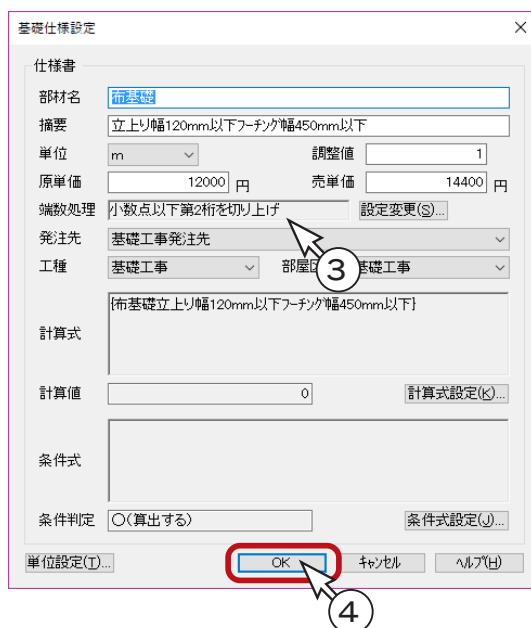 基礎仕様設定
仕様書
部材名 布基礎
摘要 立上り幅120mm以下フーチング幅450mm以下
単位 m 調整値 1
原単価 12000 円 売単価 14400 円
端数処理 小数点以下第2桁を切り上げ 設定変更(S)...
発注先 基礎工事発注先
工種 基礎工事 部屋 基礎工事
③
計算式 {布基礎立上り幅120mm以下フーチング幅450mm以下}
計算値 0 計算式設定(K)...
条件式
条件判定 〇(算出する) 条件式設定(J)...
単位設定(T)... OK キャンセル ヘルプ(H)
④